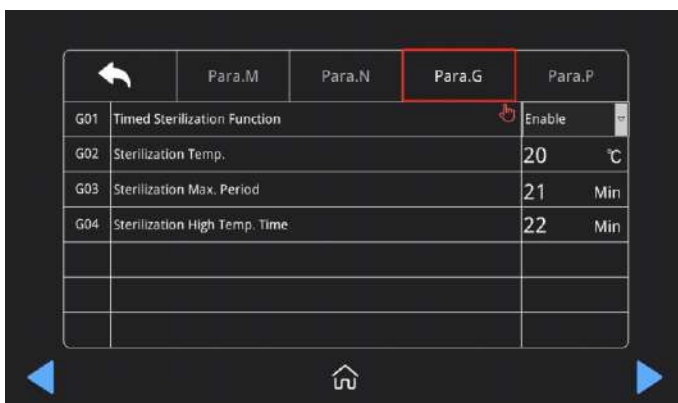 Para.M Para.N Para.G Para.P
G01 Timed Sterilization Function Enable
G02 Sterilization Temp. 20 ℃
G03 Sterilization Max. Period 21 Min
G04 Sterilization High Temp. Time 22 Min